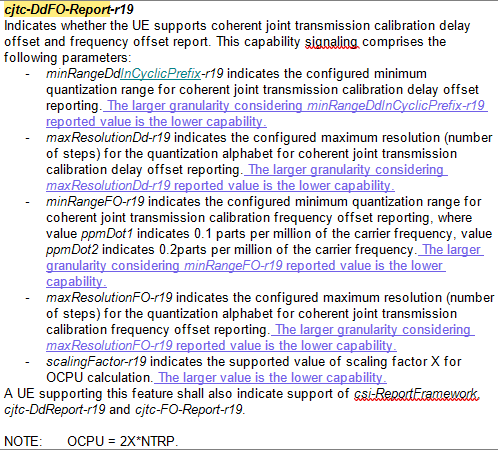 cjtc-DdFO-Report-r19
Indicates whether the UE supports coherent joint transmission calibration delay
offset and frequency offset report. This capability signaling comprises the
following parameters:
- minRangeDdInCyclicPrefix-r19 indicates the configured minimum
quantization range for coherent joint transmission calibration delay offset
reporting. The larger granularity considering minRangeDdInCyclicPrefix-r19
reported value is the lower capability.
- maxResolutionDd-r19 indicates the configured maximum resolution (number
of steps) for the quantization alphabet for coherent joint transmission
calibration delay offset reporting. The larger granularity considering
maxResolutionDd-r19 reported value is the lower capability.
- minRangeFO-r19 indicates the configured minimum quantization range for
coherent joint transmission calibration frequency offset reporting, where
value ppmDot1 indicates 0.1 parts per million of the carrier frequency, value
ppmDot2 indicates 0.2parts per million of the carrier frequency. The larger
granularity considering minRangeFO-r19 reported value is the lower
capability.
- maxResolutionFO-r19 indicates the configured maximum resolution (number
of steps) for the quantization alphabet for coherent joint transmission
calibration frequency offset reporting. The larger granularity considering
maxResolutionFO-r19 reported value is the lower capability.
- scalingFactor-r19 indicates the supported value of scaling factor X for
OCPU calculation. The larger value is the lower capability.
A UE supporting this feature shall also indicate support of csi-ReportFramework,
cjtc-DdReport-r19 and cjtc-FO-Report-r19.
NOTE: OCPU = 2X*NTRP.